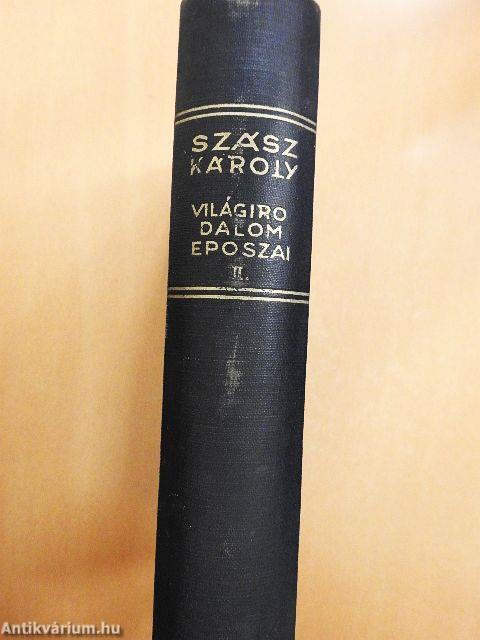 SZÁSZ
KÁROLY
VILÁGIRO
DALOM
EPOSZAI
II.
Antikvárium.hu